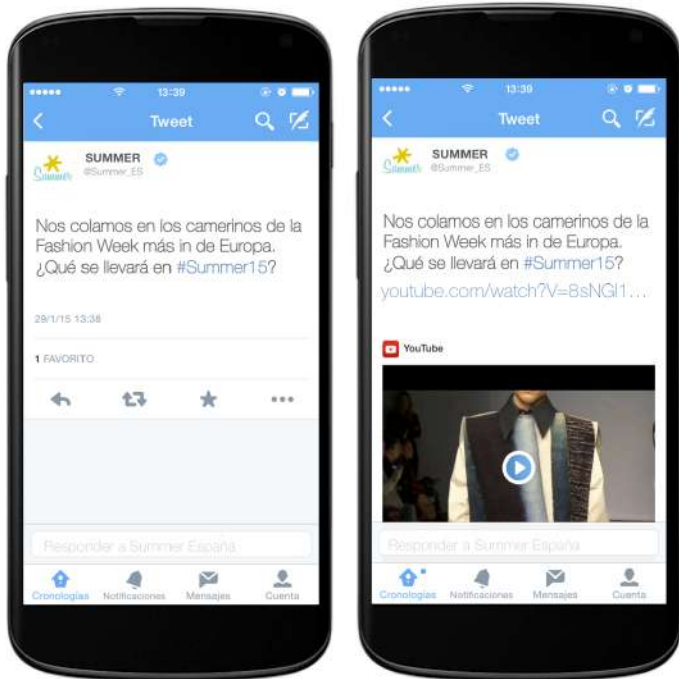 13:39
Tweet
SUMMER
@Summer_ES
Summer
Nos colamos en los camerinos de la
Fashion Week más in de Europa.
¿Qué se llevará en #Summer15?
29/1/15 13:38
1 FAVORITO
Responder a Summer España
Cronologías Notificaciones Mensajes Cuenta
13:39
Tweet
SUMMER
@Summer_ES
Summer
Nos colamos en los camerinos de la
Fashion Week más in de Europa.
¿Qué se llevará en #Summer15?
youtube.com/watch?V=8sNGl1...
YouTube
Responder a Summer España
Cronologías Notificaciones Mensajes Cuenta